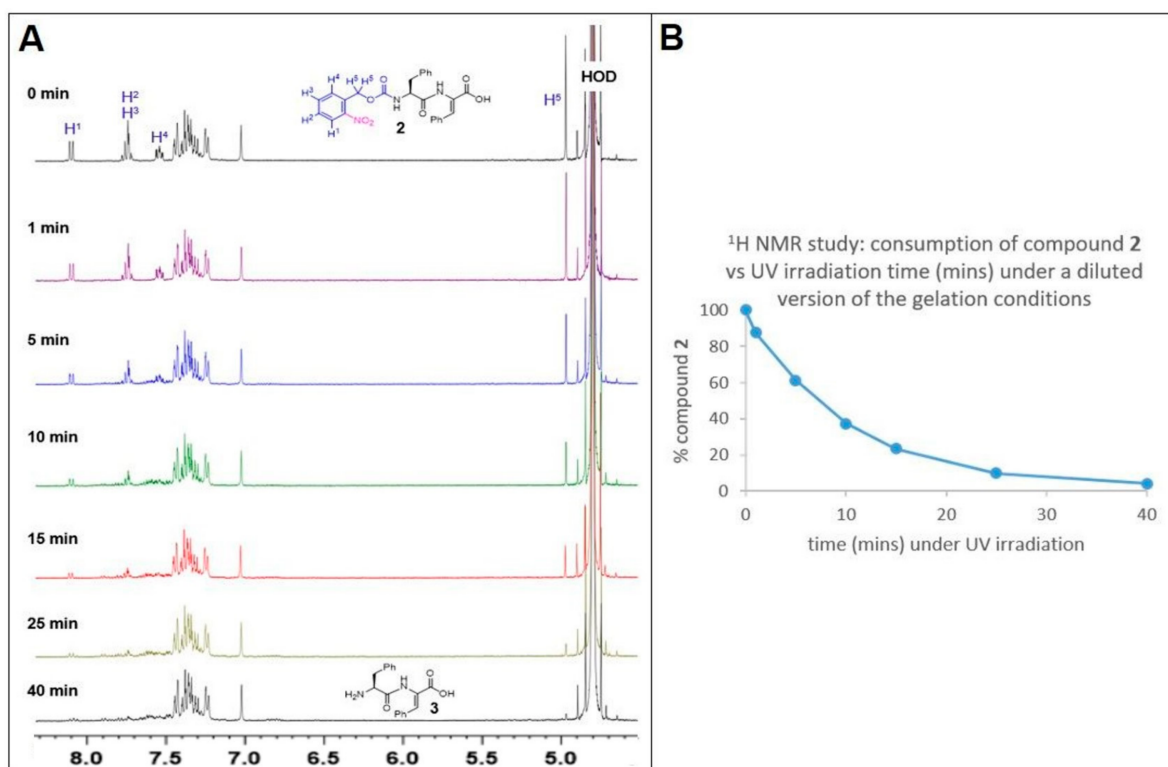 A
0 min
H²
H³
H¹
H⁴
H⁵
HOD
H⁴
H⁵
H⁵
H³
H²
H¹
NO₂
O
O
N
H
Ph
O
H
N
O
OH
Ph
2
1 min
5 min
10 min
15 min
25 min
40 min
Ph
H₂N
O
H
N
O
OH
Ph
3
8.0 7.5 7.0 6.5 6.0 5.5 5.0
B
¹H NMR study: consumption of compound 2
vs UV irradiation time (mins) under a diluted
version of the gelation conditions
% compound 2
100
80
60
40
20
0
0 10 20 30 40
time (mins) under UV irradiation